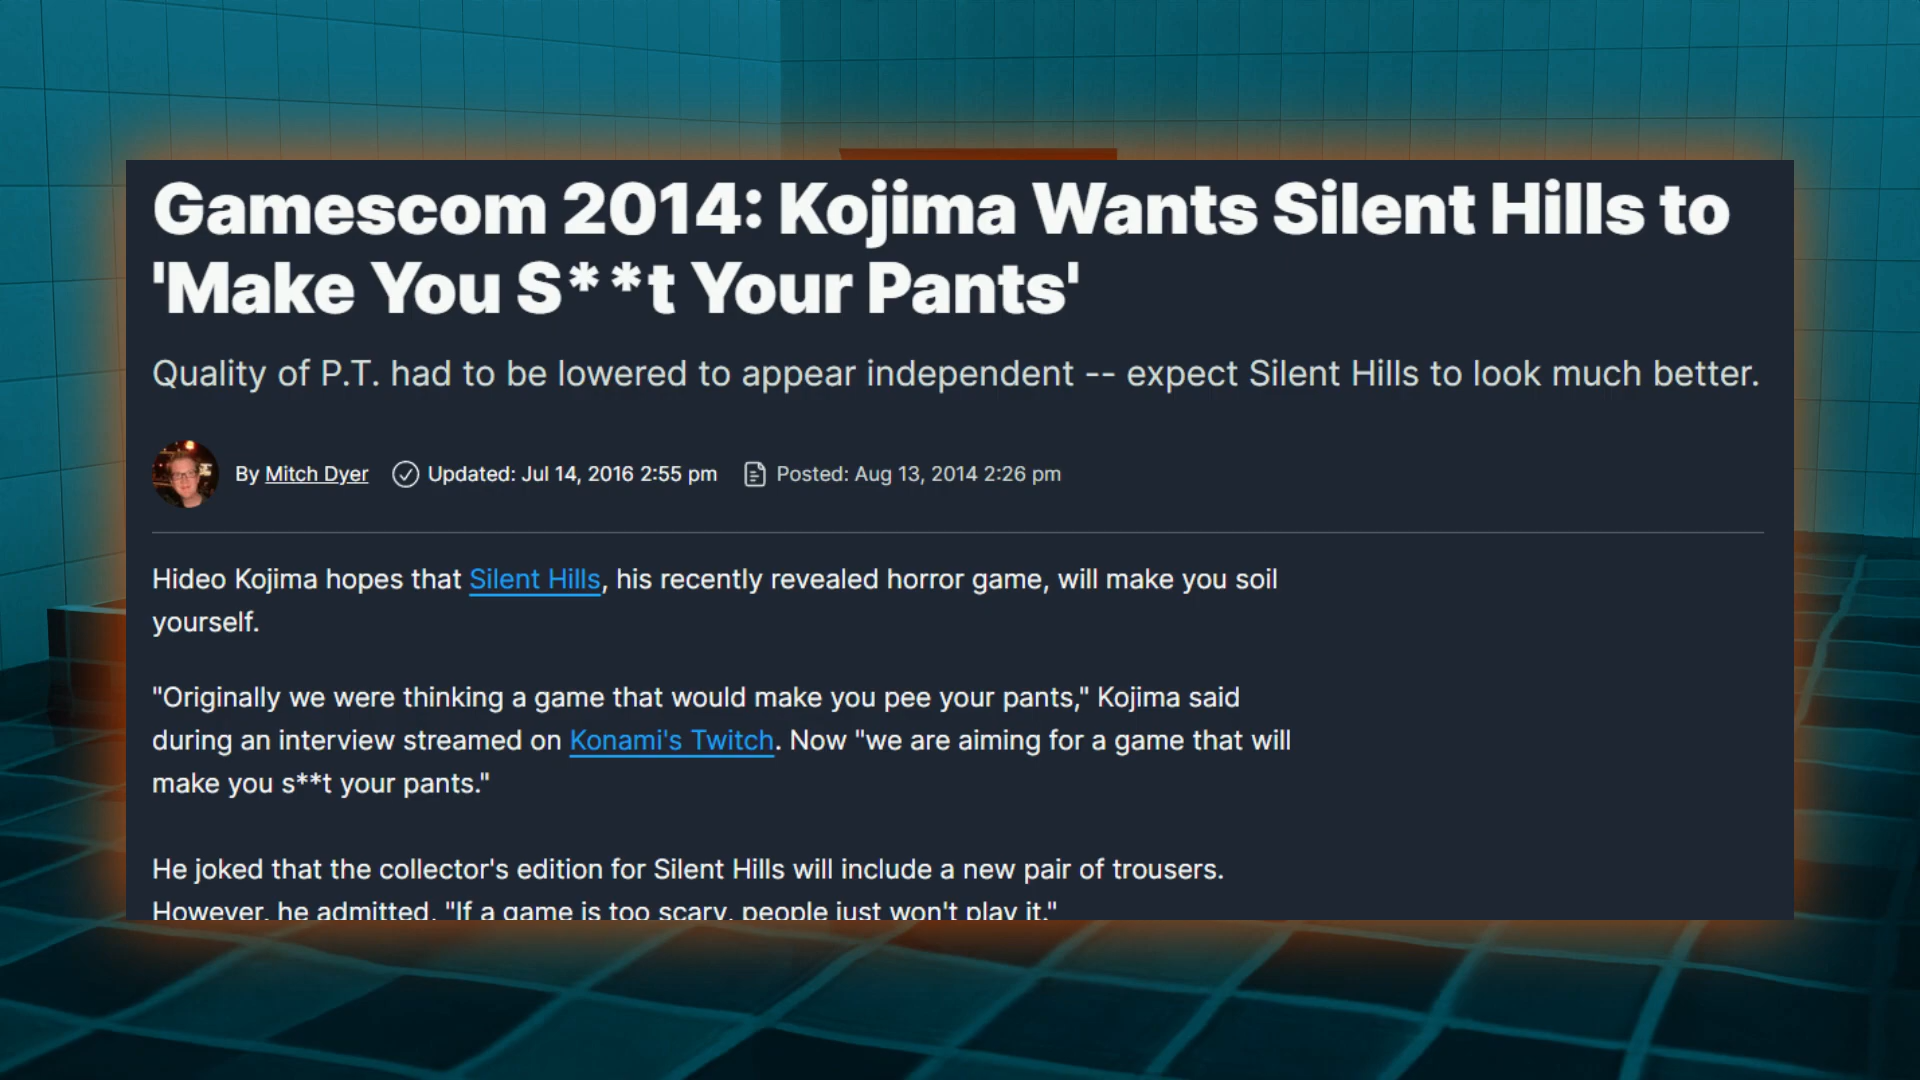 Gamescom 2014: Kojima Wants Silent Hills to
'Make You S**t Your Pants'
Quality of P.T. had to be lowered to appear independent -- expect Silent Hills to look much better.
By Mitch Dyer Updated: Jul 14, 2016 2:55 pm Posted: Aug 13, 2014 2:26 pm
Hideo Kojima hopes that Silent Hills, his recently revealed horror game, will make you soil
yourself.
"Originally we were thinking a game that would make you pee your pants," Kojima said
during an interview streamed on Konami's Twitch. Now "we are aiming for a game that will
make you s**t your pants."
He joked that the collector's edition for Silent Hills will include a new pair of trousers.
However, he admitted, "If a game is too scary, people just won't play it."